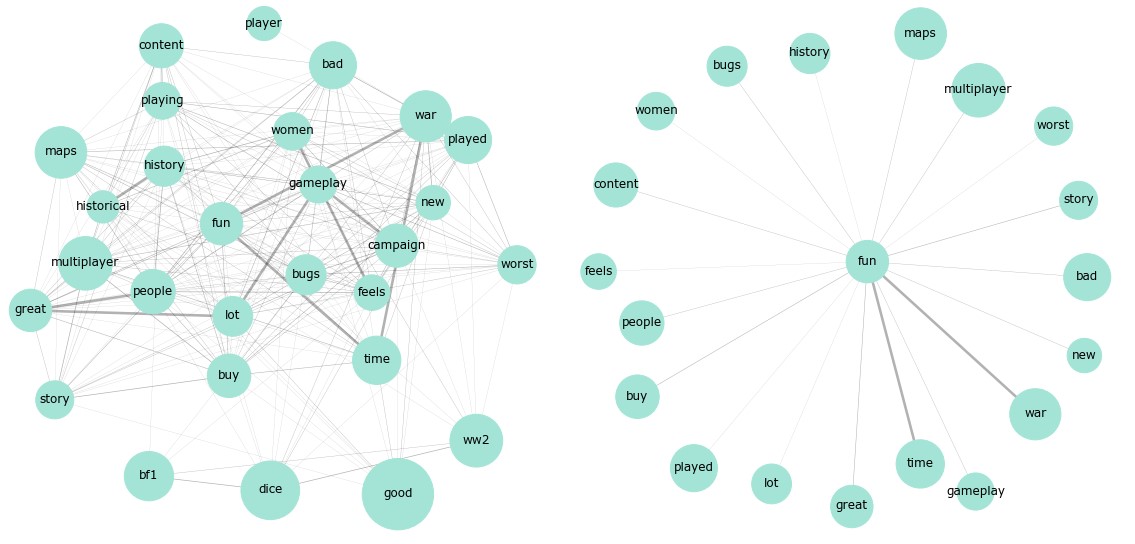 player
content
bad
playing
war
women
played
maps
history
gameplay
historical
new
fun
campaign
multiplayer
worst
bugs
people
feels
great
lot
time
buy
story
ww2
bf1
dice
good
maps
history
bugs
multiplayer
women
worst
content
story
fun
feels
bad
people
new
buy
war
played
time
lot
gameplay
great